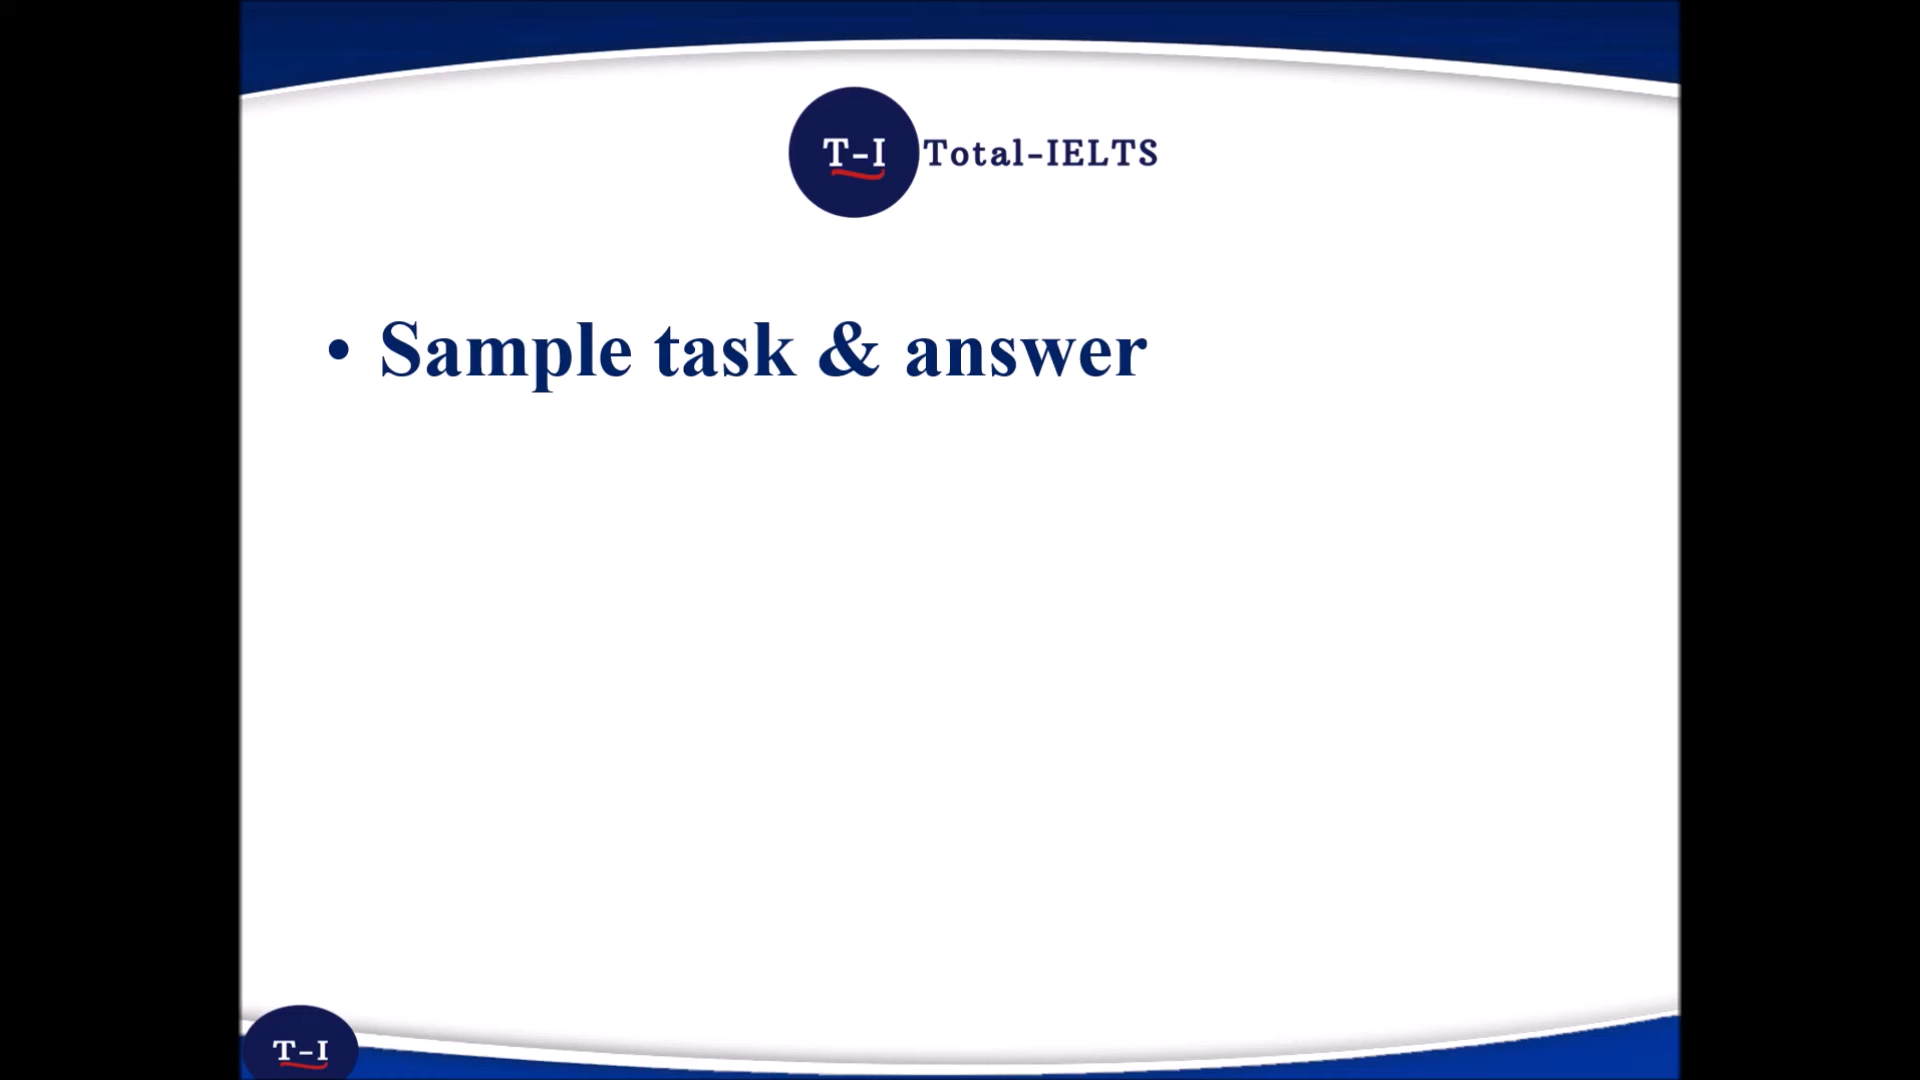 T-I Total-IELTS
• Sample task & answer
T-I